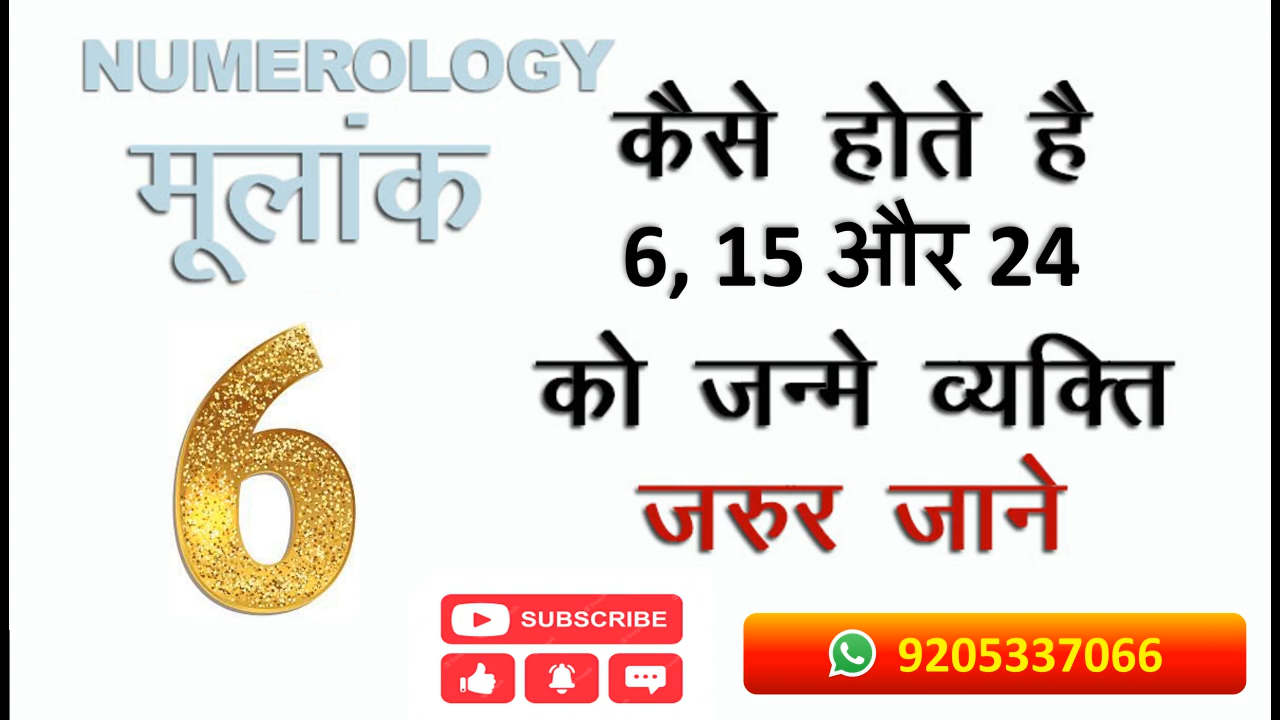 NUMEROLOGY
मूलांक
6
कैसे होते है
6, 15 और 24
को जन्मे व्यक्ति
जरुर जाने
SUBSCRIBE
9205337066